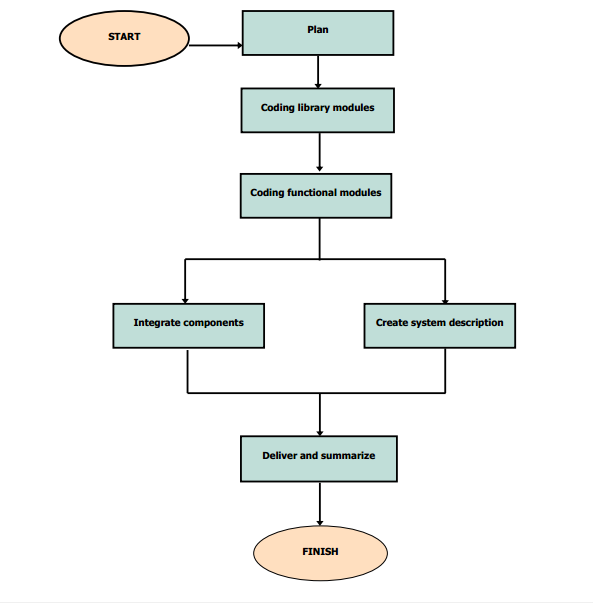 START
Plan
Coding library modules
Coding functional modules
Integrate components
Create system description
Deliver and summarize
FINISH